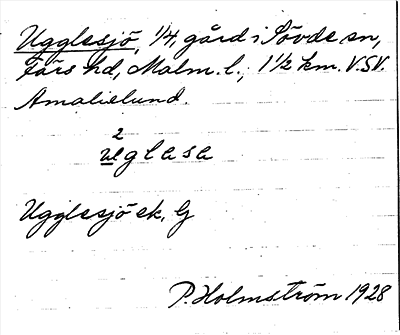 Ugglesjö, 1/4, gård i Sövde sn,
Färs hd, Malm. l., 1 1/2 km. V.S.V.
Amalielund.
2
uglasa
Ugglesjö ek, G
P. Holmström 1928